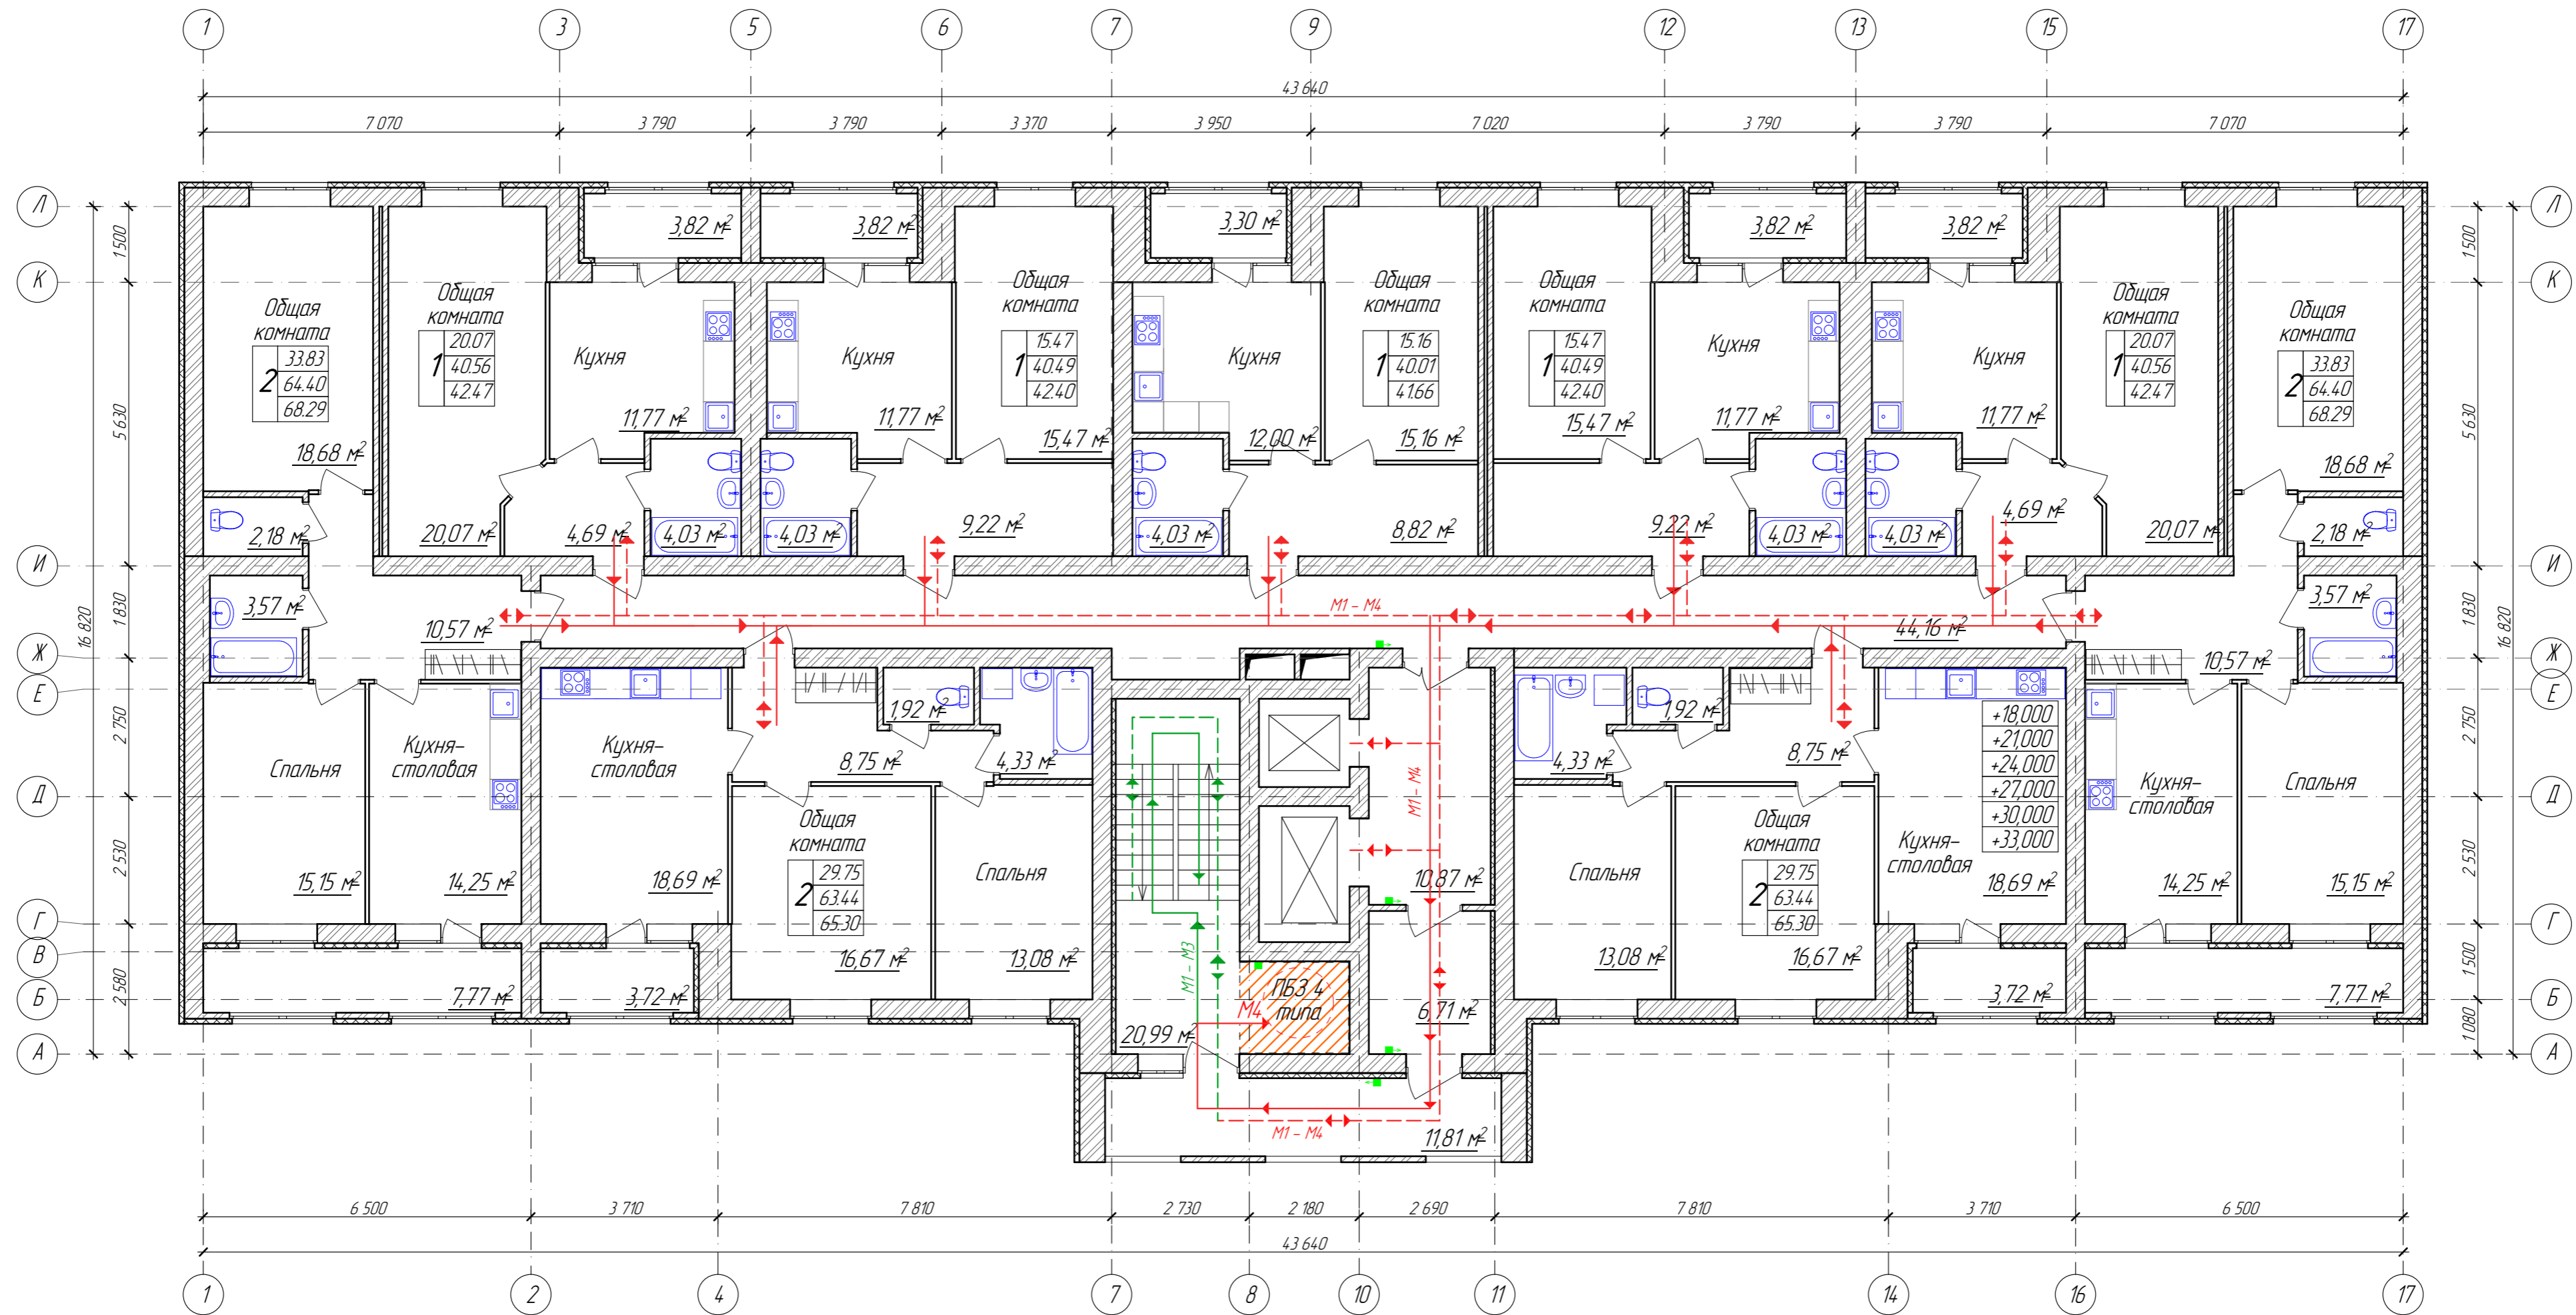 1 3 5 6 7 9 12 13 15 17
43 640
7 070 3 790 3 790 3 370 3 950 7 020 3 790 3 790 7 070
Л Л
К К
И И
Ж Ж
Е Е
Д Д
Г Г
В
Б Б
А А
16 820
1 500
5 630
1 830
2 750
2 530
2 580
3,82 м²
3,82 м²
3,30 м²
3,82 м²
3,82 м²
Общая
комната
2
33.83
64.40
68.29
18,68 м²
Общая
комната
1
20.07
40.56
42.47
20,07 м²
Кухня
11,77 м²
Кухня
11,77 м²
Общая
комната
1
15.47
40.49
42.40
15,47 м²
Кухня
12,00 м²
Общая
комната
1
15.16
40.01
41.66
15,16 м²
Общая
комната
1
15.47
40.49
42.40
15,47 м²
Кухня
11,77 м²
Кухня
11,77 м²
Общая
комната
1
20.07
40.56
42.47
20,07 м²
Общая
комната
2
33.83
64.40
68.29
18,68 м²
2,18 м²
4,69 м²
4,03 м²
4,03 м²
9,22 м²
4,03 м²
8,82 м²
9,22 м²
4,03 м²
4,03 м²
4,69 м²
2,18 м²
3,57 м²
10,57 м²
М1 - М4
44,16 м²
3,57 м²
10,57 м²
Спальня
15,15 м²
Кухня-
столовая
14,25 м²
Кухня-
столовая
18,69 м²
1,92 м²
8,75 м²
4,33 м²
Общая
комната
2
29.75
63.44
65.30
16,67 м²
Спальня
13,08 м²
7,77 м²
3,72 м²
М1 - М3
20,99 м²
М4
ПБЗ 4
типа
М1 - М4
10,87 м²
6,71 м²
М1 - М4
11,81 м²
4,33 м²
1,92 м²
8,75 м²
Спальня
13,08 м²
Общая
комната
2
29.75
63.44
65.30
16,67 м²
+18,000
+21,000
+24,000
+27,000
+30,000
+33,000
Кухня-
столовая
18,69 м²
Кухня-
столовая
14,25 м²
Спальня
15,15 м²
3,72 м²
7,77 м²
1 500
5 630
1 830
2 750
2 530
1 500
1 080
16 820
6 500 3 710 7 810 2 730 2 180 2 690 7 810 3 710 6 500
43 640
1 2 4 7 8 10 11 14 16 17